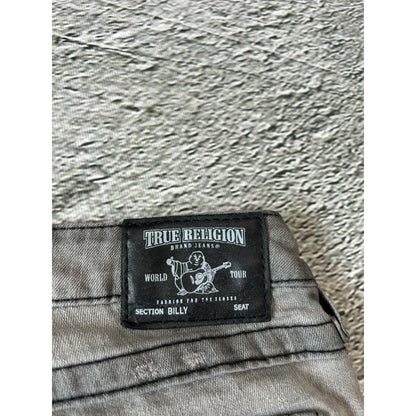 TRUE RELIGION
BRAND JEANS®
WORLD TOUR
FASHION FOR THE SENSES
SECTION BILLY SEAT